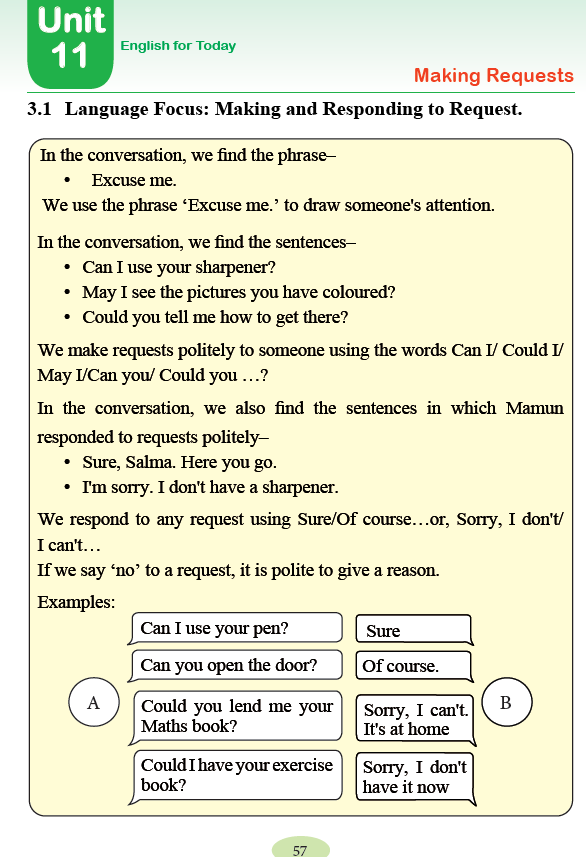 Unit
11
English for Today
Making Requests
3.1 Language Focus: Making and Responding to Request.
In the conversation, we find the phrase–
• Excuse me.
We use the phrase ‘Excuse me.’ to draw someone's attention.
In the conversation, we find the sentences–
• Can I use your sharpener?
• May I see the pictures you have coloured?
• Could you tell me how to get there?
We make requests politely to someone using the words Can I/ Could I/
May I/Can you/ Could you …?
In the conversation, we also find the sentences in which Mamun
responded to requests politely–
• Sure, Salma. Here you go.
• I'm sorry. I don't have a sharpener.
We respond to any request using Sure/Of course…or, Sorry, I don't/
I can't…
If we say ‘no’ to a request, it is polite to give a reason.
Examples:
A
Can I use your pen?
Sure
Can you open the door?
Of course.
Could you lend me your
Maths book?
Sorry, I can't.
It's at home
Could I have your exercise
book?
Sorry, I don't
have it now
B
57